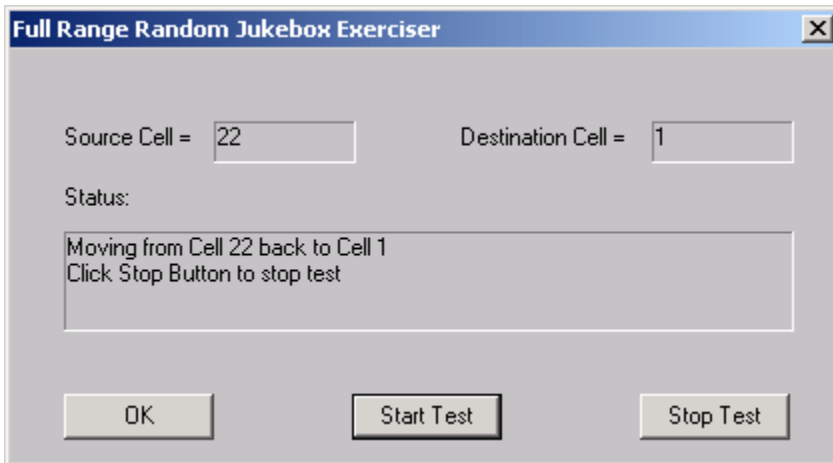 Full Range Random Jukebox Exerciser
Source Cell = 22 Destination Cell = 1
Status:
Moving from Cell 22 back to Cell 1
Click Stop Button to stop test
OK Start Test Stop Test